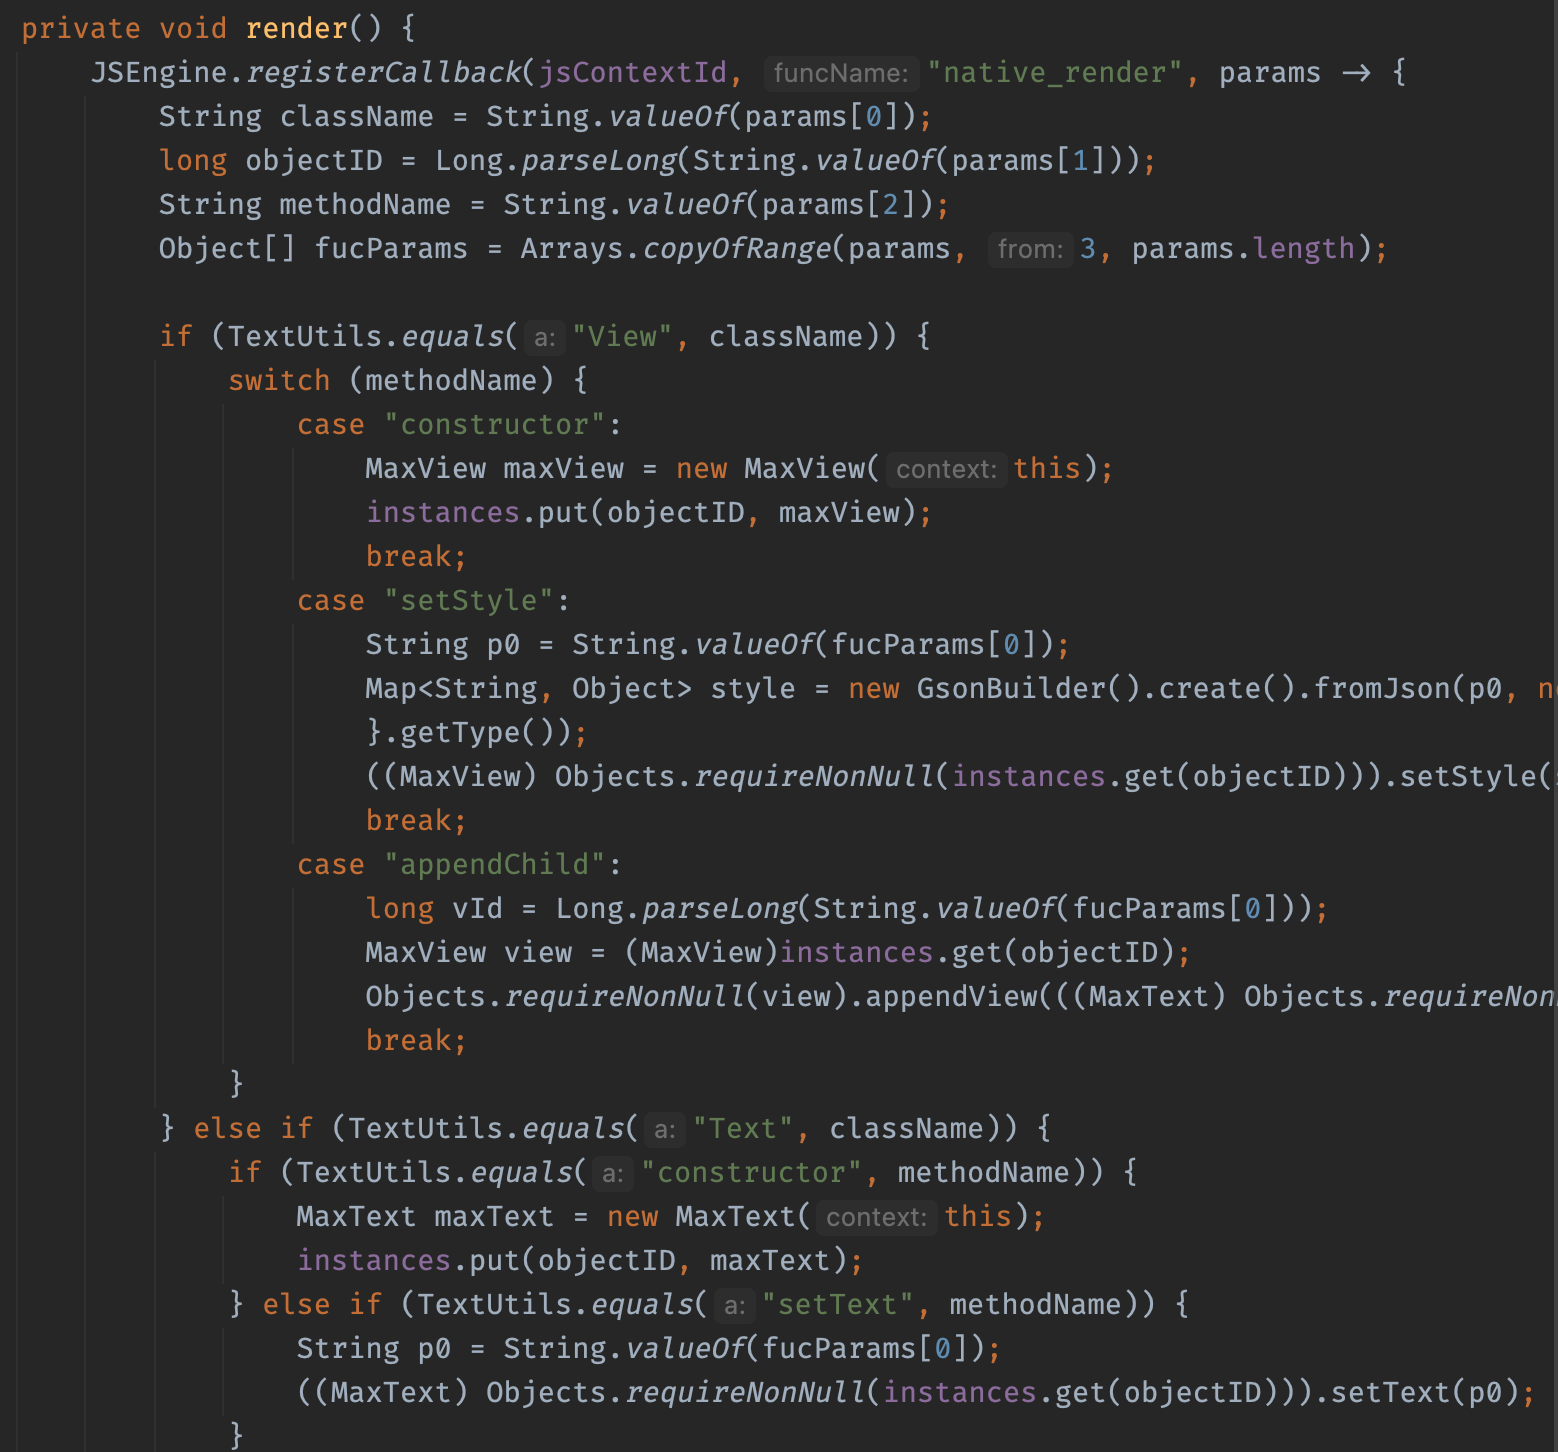 private void render() {
    JSEngine.registerCallback(jsContextId, funcName: "native_render", params -> {
        String className = String.valueOf(params[0]);
        long objectID = Long.parseLong(String.valueOf(params[1]));
        String methodName = String.valueOf(params[2]);
        Object[] fucParams = Arrays.copyOfRange(params, from: 3, params.length);

        if (TextUtils.equals( a: "View", className)) {
            switch (methodName) {
                case "constructor":
                    MaxView maxView = new MaxView( context: this);
                    instances.put(objectID, maxView);
                    break;
                case "setStyle":
                    String p0 = String.valueOf(fucParams[0]);
                    Map<String, Object> style = new GsonBuilder().create().fromJson(p0,
                    }.getType());
                    ((MaxView) Objects.requireNonNull(instances.get(objectID))).setStyle(
                    break;
                case "appendChild":
                    long vId = Long.parseLong(String.valueOf(fucParams[0]));
                    MaxView view = (MaxView)instances.get(objectID);
                    Objects.requireNonNull(view).appendView(((MaxText) Objects.requireNon
                    break;
            }
        } else if (TextUtils.equals( a: "Text", className)) {
            if (TextUtils.equals( a: "constructor", methodName)) {
                MaxText maxText = new MaxText( context: this);
                instances.put(objectID, maxText);
            } else if (TextUtils.equals( a: "setText", methodName)) {
                String p0 = String.valueOf(fucParams[0]);
                ((MaxText) Objects.requireNonNull(instances.get(objectID))).setText(p0);
            }